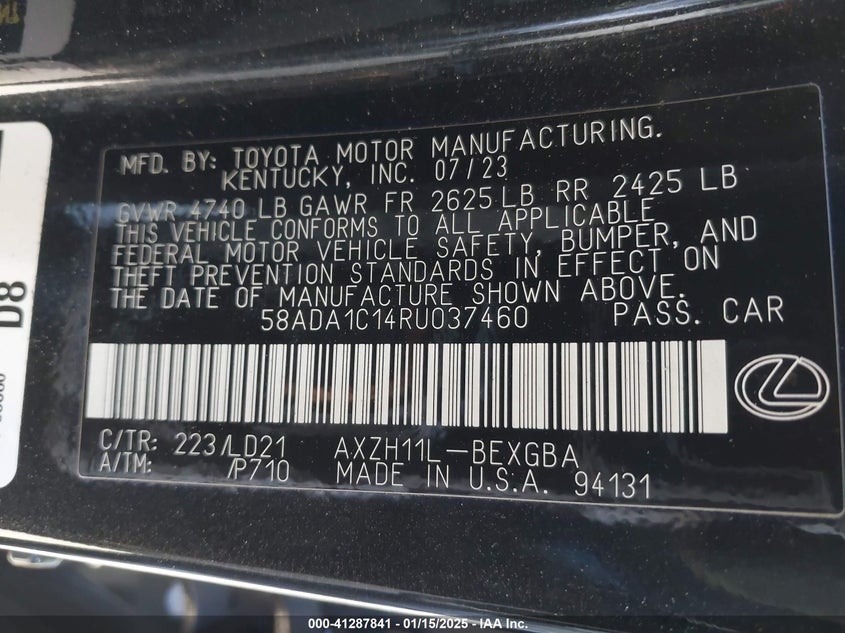 MFD. BY: TOYOTA MOTOR MANUFACTURING.
KENTUCKY, INC. 07/23
GVWR 4740 LB GAWR FR 2625 LB RR 2425 LB
THIS VEHICLE CONFORMS TO ALL APPLICABLE
FEDERAL MOTOR VEHICLE SAFETY, BUMPER, AND
THEFT PREVENTION STANDARDS IN EFFECT ON
THE DATE OF MANUFACTURE SHOWN ABOVE.
58ADA1C14RU037460 PASS. CAR
C/TR: 223/LD21 AXZH11L-BEXGBA
A/TM: /P710 MADE IN U.S.A. 94131
D8
000-41287841 - 01/15/2025 - IAA Inc.